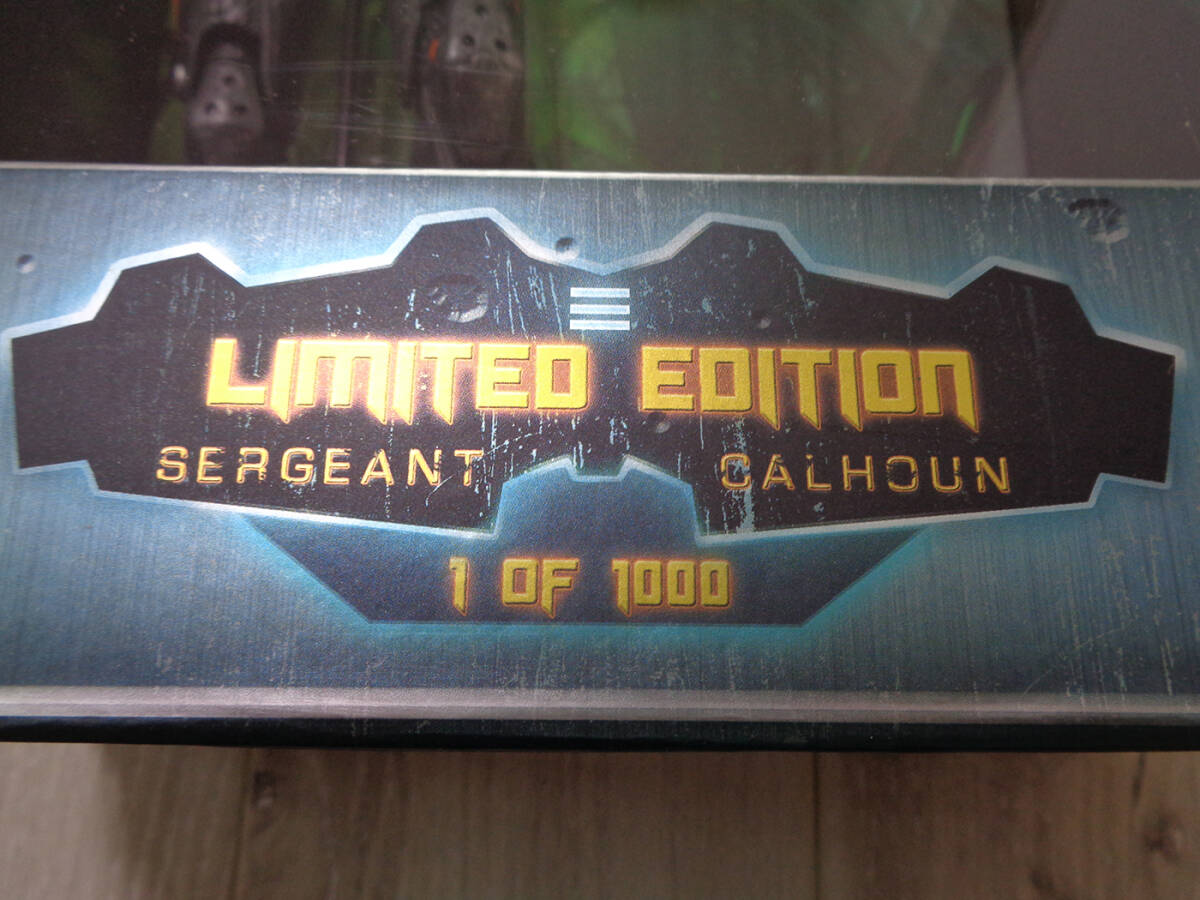 LIMITED EDITION
SERGEANT CALHOUN
1 OF 1000